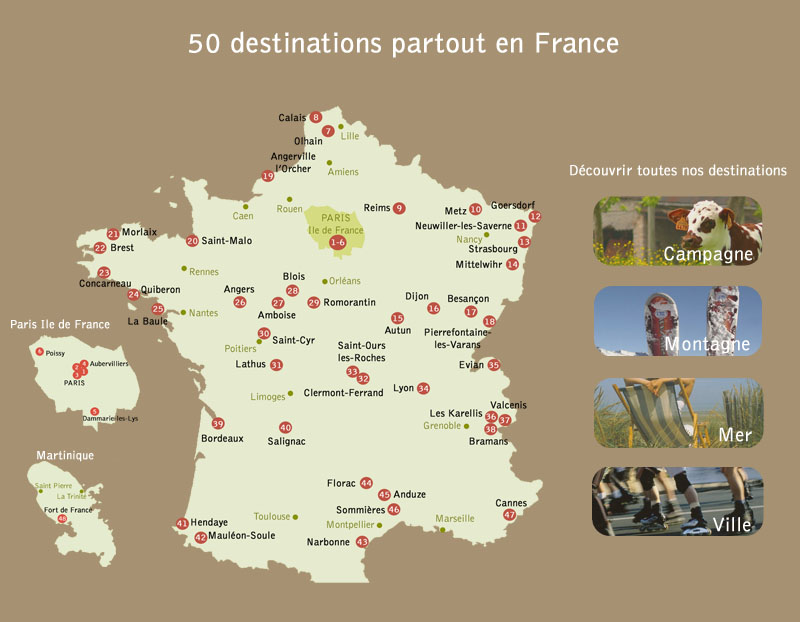 50 destinations partout en France
Calais 8
7
Olhain
Lille
Angerville
l'Orcher
19
Amiens
Découvrir toutes nos destinations
Rouen
Caen
PARIS
Ile de France
1-6
Reims 9
Metz 10
Goersdorf
12
Neuwiller-les-Saverne 11
Nancy
Strasbourg 13
Mittelwihr 14
Campagne
21 Morlaix
22 Brest
20 Saint-Malo
23
Concarneau
Quiberon
24
Rennes
25
La Baule
Nantes
Angers
26
Blois
28
27
Amboise
Orléans
29 Romorantin
Dijon
16
Besançon
17
18
15
Autun
Pierrefontaine-
les-Varans
Montagne
30
Saint-Cyr
Poitiers
Lathus 31
Saint-Ours
les-Roches
33
32
Clermont-Ferrand
Evian 35
Lyon 34
Limoges
Valcenis
Les Karellis 36
37
Grenoble
38
Bramans
Mer
39
Bordeaux
40
Salignac
Florac 44
45 Anduze
Sommières 46
Cannes
47
Toulouse
Montpellier
Marseille
Narbonne 43
41 Hendaye
42 Mauléon-Soule
Ville
Paris Ile de France
6 Poissy
Aubervilliers
PARIS
5
Dammarie-les-Lys
Martinique
Saint Pierre
La Trinité
Fort de France
48